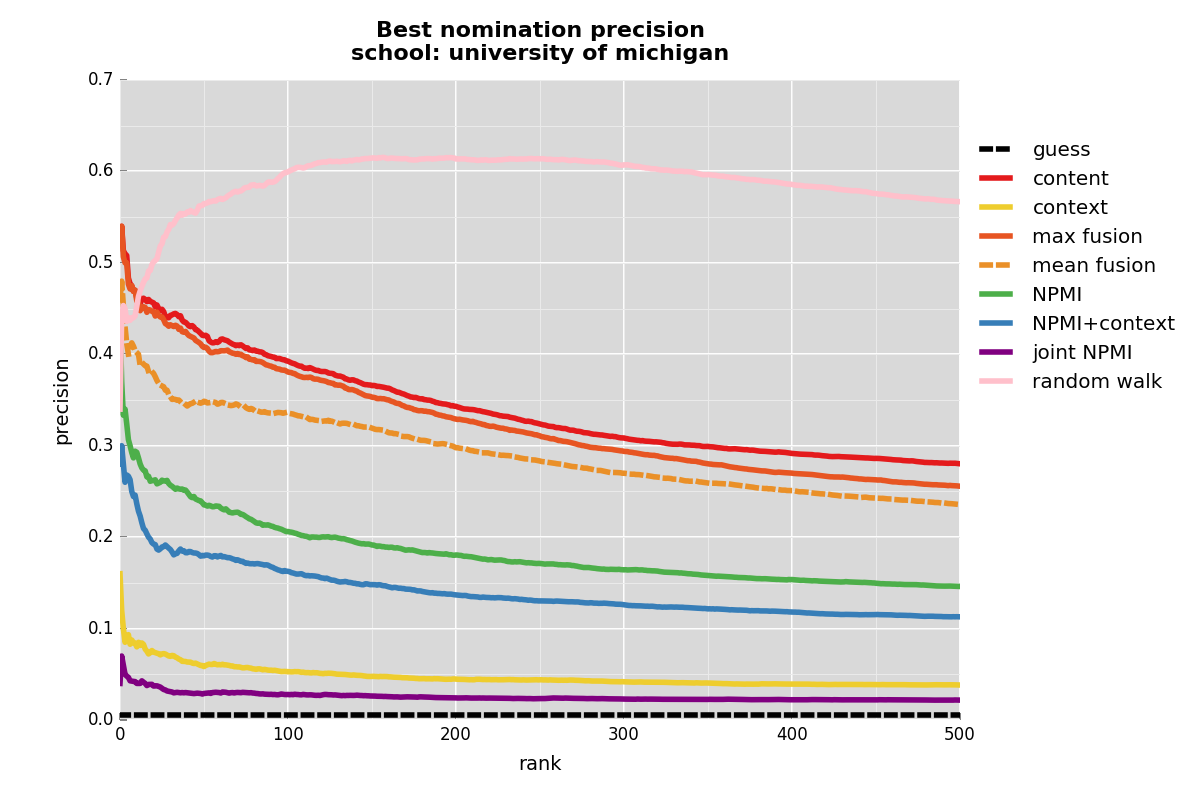 Best nomination precision
school: university of michigan
precision
0.7
0.6
0.5
0.4
0.3
0.2
0.1
0.0
0 100 200 300 400 500
rank
guess
content
context
max fusion
mean fusion
NPMI
NPMI+context
joint NPMI
random walk